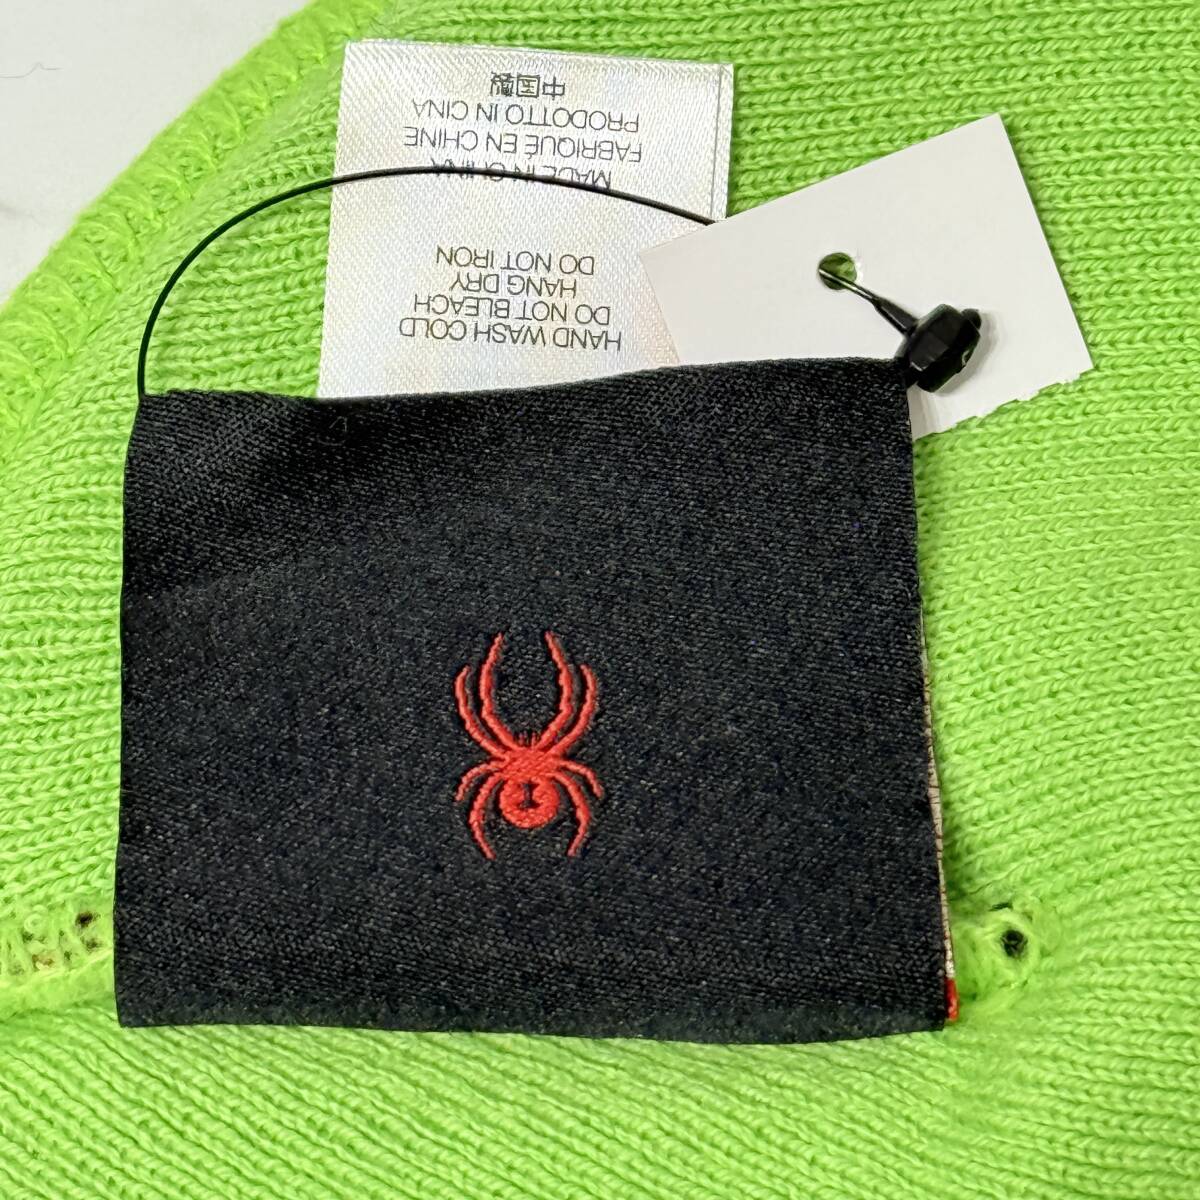 HAND WASH COLD
DO NOT BLEACH
HANG DRY
DO NOT IRON
MADE IN CHINA
FABRIQUÉ EN CHINE
PRODOTTO IN CINA
中国製